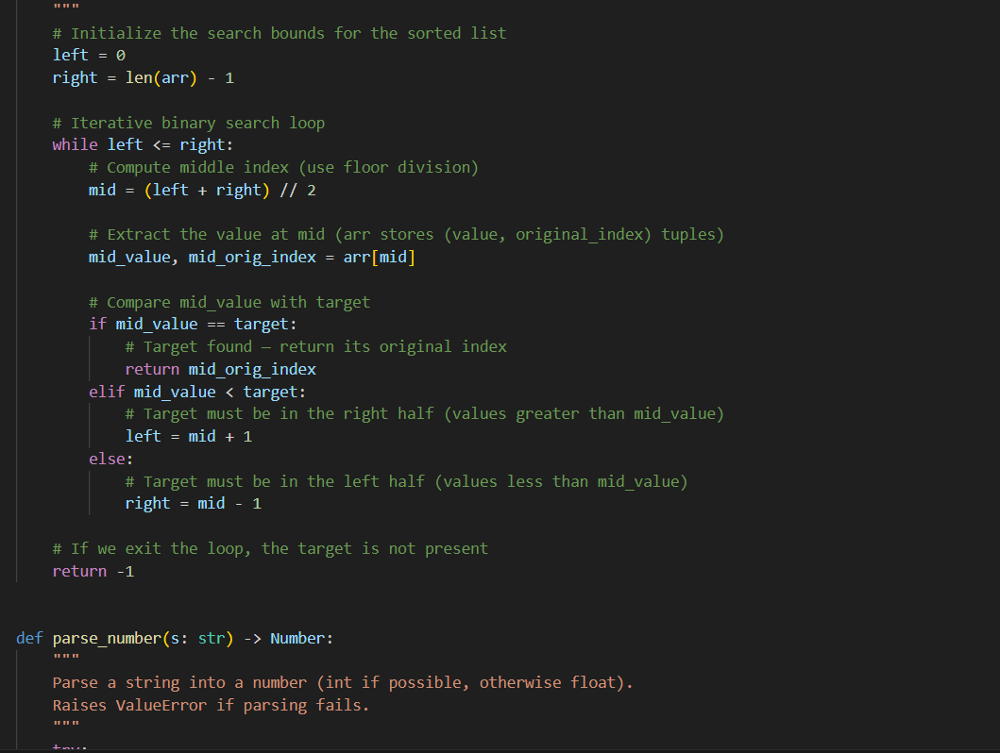 """
    # Initialize the search bounds for the sorted list
    left = 0
    right = len(arr) - 1

    # Iterative binary search loop
    while left <= right:
        # Compute middle index (use floor division)
        mid = (left + right) // 2

        # Extract the value at mid (arr stores (value, original_index) tuples)
        mid_value, mid_orig_index = arr[mid]

        # Compare mid_value with target
        if mid_value == target:
            # Target found — return its original index
            return mid_orig_index
        elif mid_value < target:
            # Target must be in the right half (values greater than mid_value)
            left = mid + 1
        else:
            # Target must be in the left half (values less than mid_value)
            right = mid - 1

    # If we exit the loop, the target is not present
    return -1


def parse_number(s: str) -> Number:
    """
    Parse a string into a number (int if possible, otherwise float).
    Raises ValueError if parsing fails.
    """
    try: